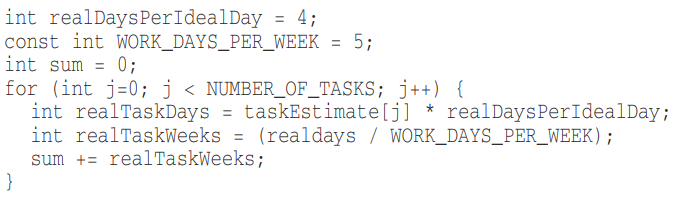 int realDaysPerIdealDay = 4;
const int WORK_DAYS_PER_WEEK = 5;
int sum = 0;
for (int j=0; j < NUMBER_OF_TASKS; j++) {
int realTaskDays = taskEstimate[j] * realDaysPerIdealDay;
int realTaskWeeks = (realdays / WORK_DAYS_PER_WEEK);
sum += realTaskWeeks;
}